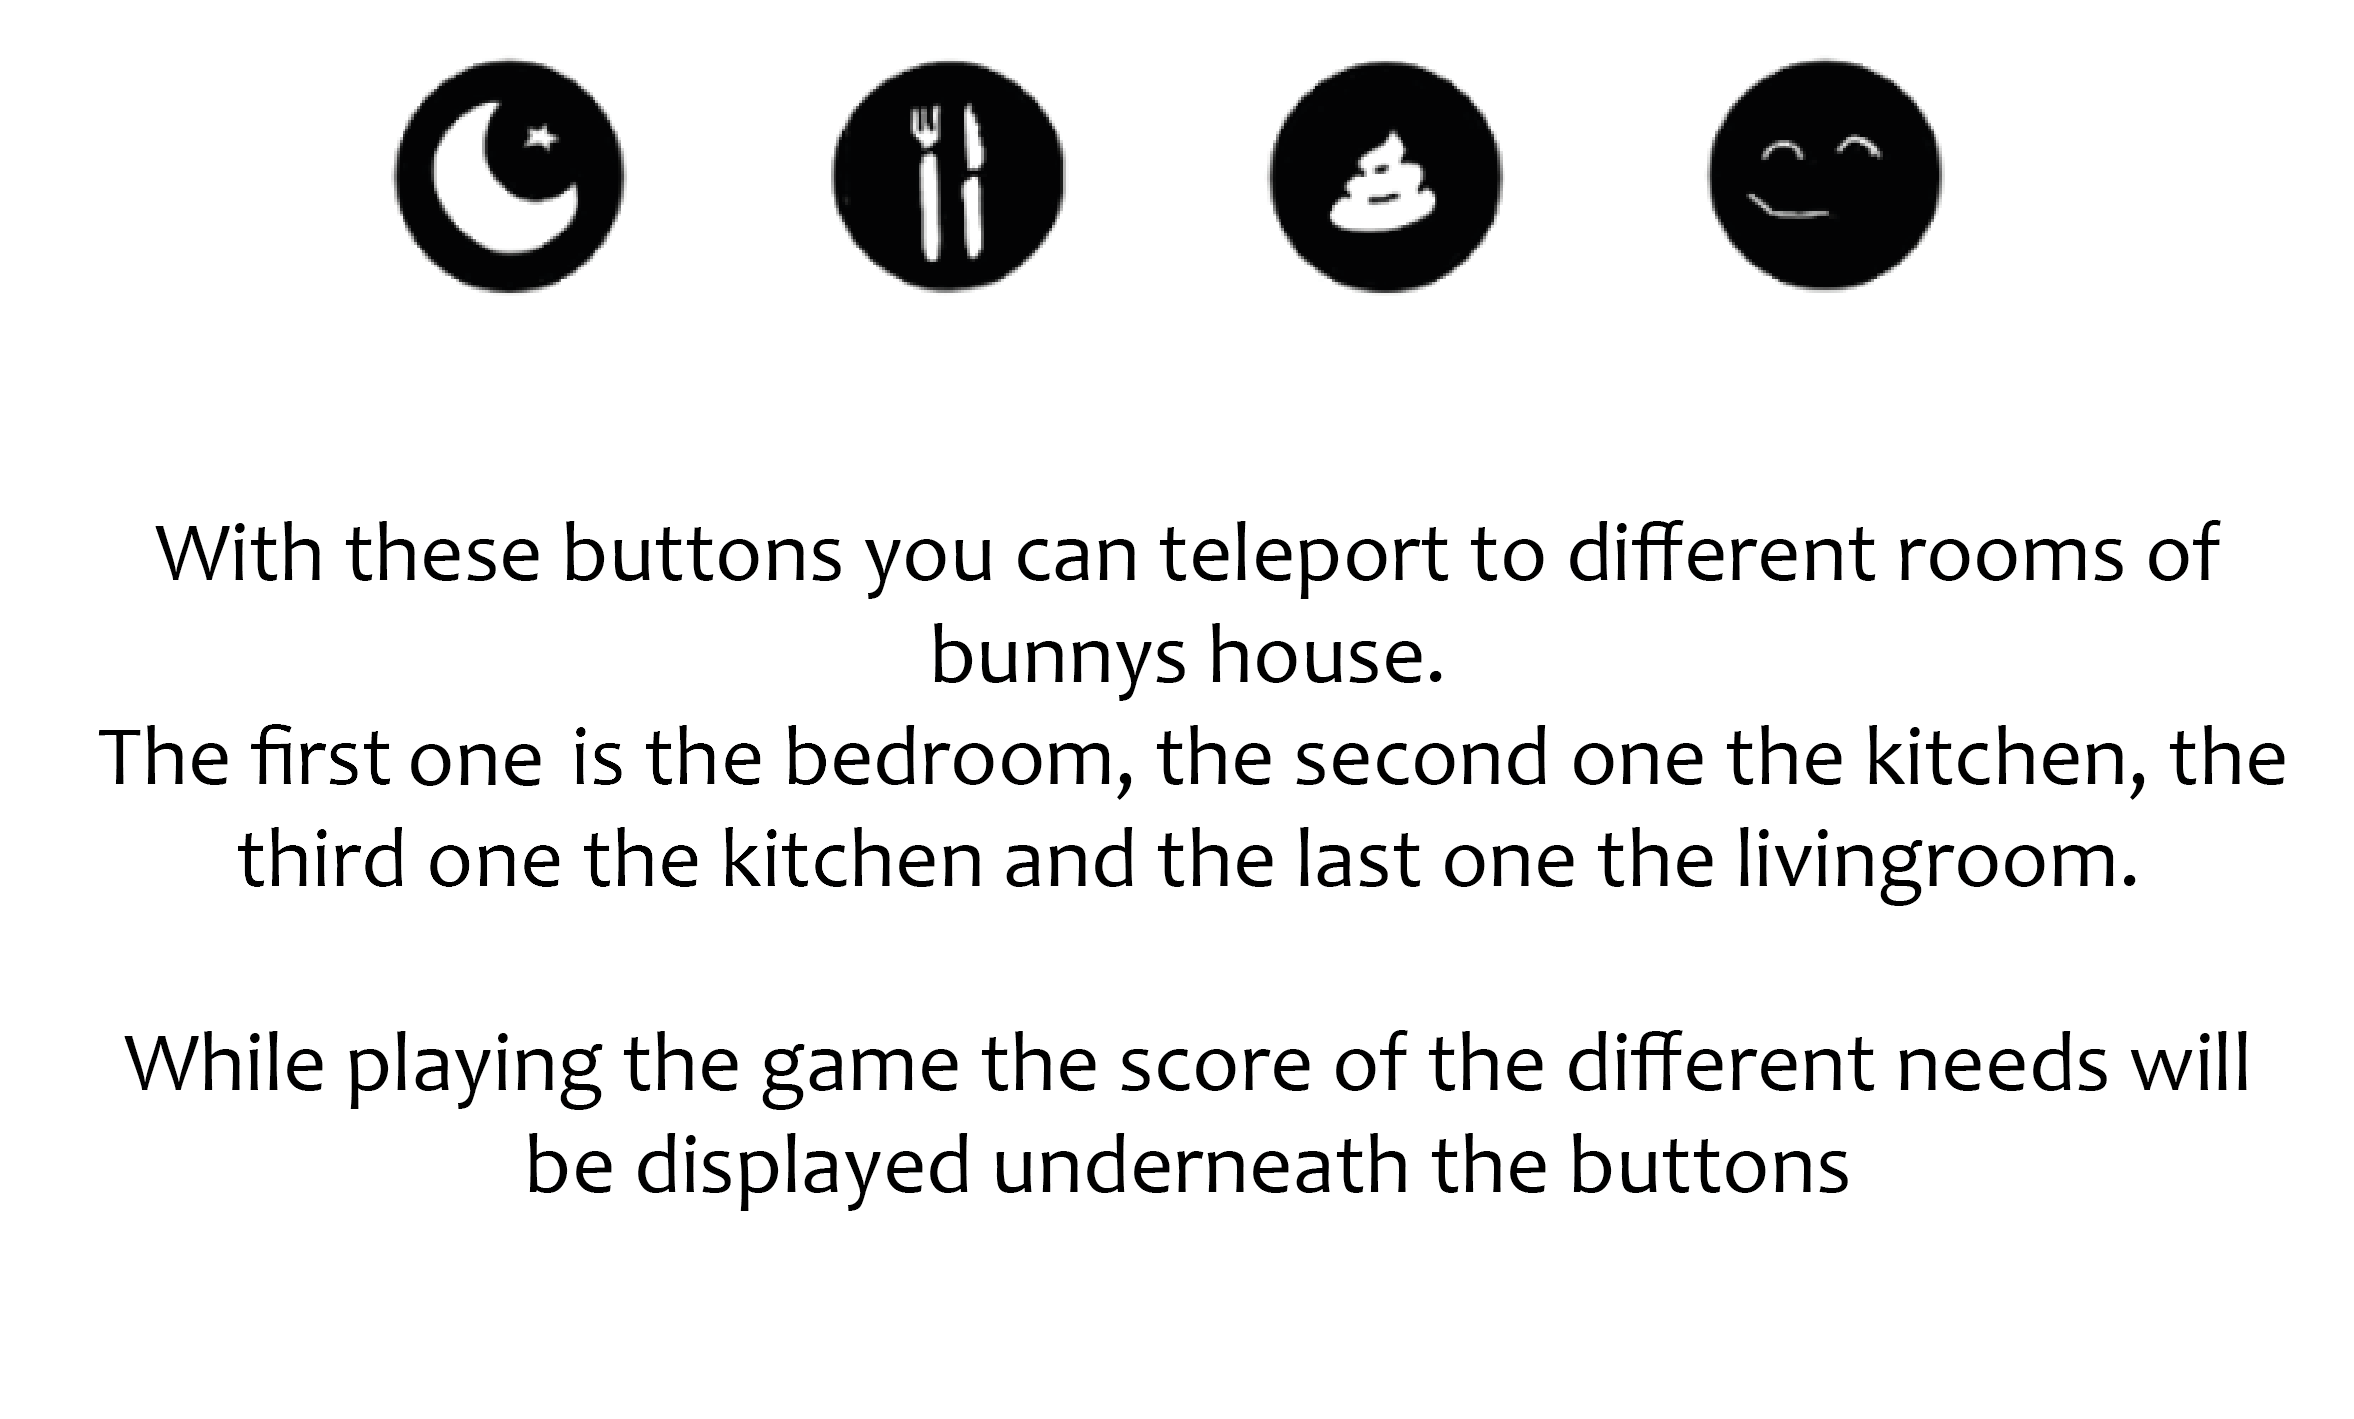 With these buttons you can teleport to different rooms of
bunnys house.
The first one is the bedroom, the second one the kitchen, the
third one the kitchen and the last one the livingroom.
While playing the game the score of the different needs will
be displayed underneath the buttons